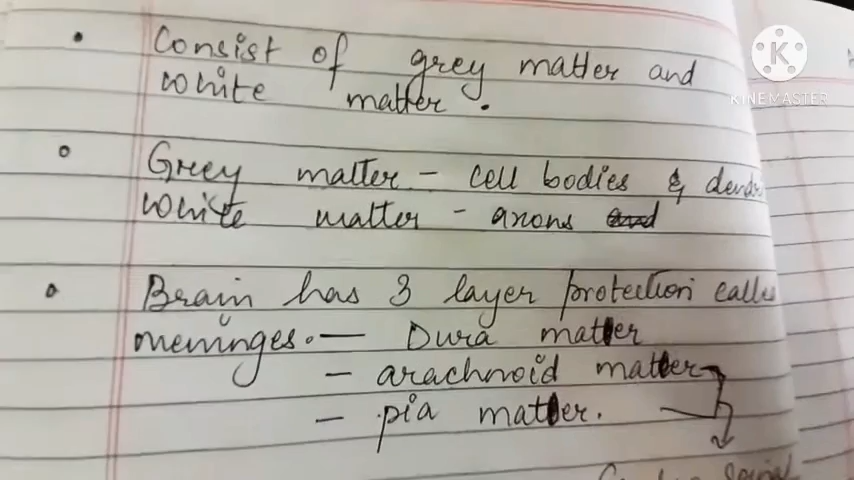 Consist of grey matter and
white matter.
Grey matter - cell bodies & dend
white matter - axons
Brain has 3 layer protection calle
meninges. — Dura matter
- arachnoid matter
- pia matter.
spinal
K
KINEMASTER